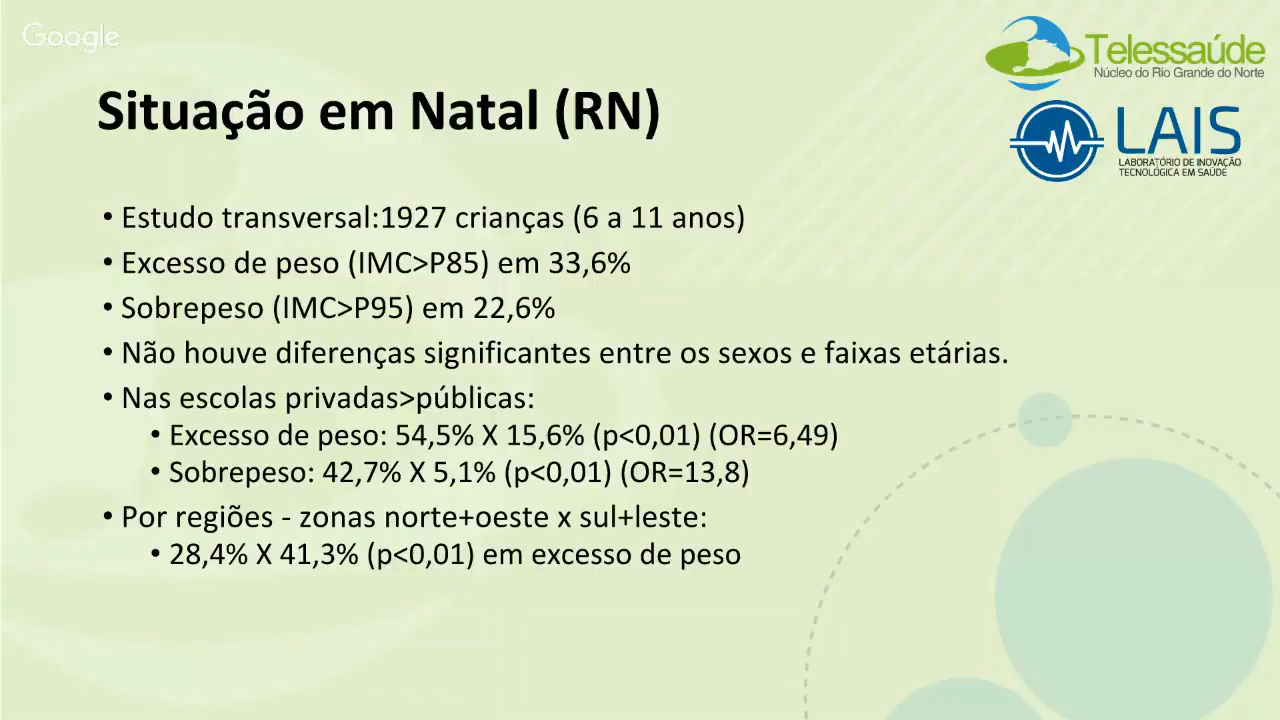 Google
Telessaúde
Núcleo do Rio Grande do Norte
LAIS
LABORATÓRIO DE INOVAÇÃO
TECNOLÓGICA EM SAÚDE
Situação em Natal (RN)
• Estudo transversal:1927 crianças (6 a 11 anos)
• Excesso de peso (IMC>P85) em 33,6%
• Sobrepeso (IMC>P95) em 22,6%
• Não houve diferenças significantes entre os sexos e faixas etárias.
• Nas escolas privadas>públicas:
• Excesso de peso: 54,5% X 15,6% (p<0,01) (OR=6,49)
• Sobrepeso: 42,7% X 5,1% (p<0,01) (OR=13,8)
• Por regiões - zonas norte+oeste x sul+leste:
• 28,4% X 41,3% (p<0,01) em excesso de peso